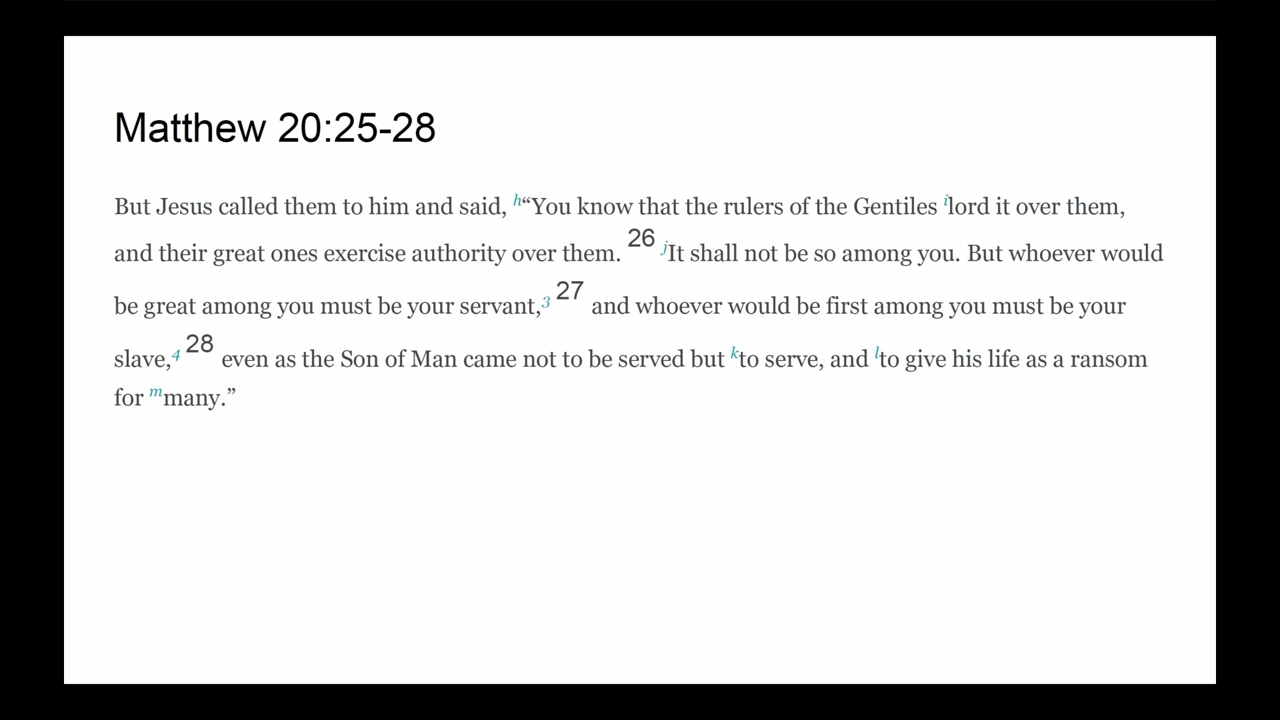 Matthew 20:25-28
But Jesus called them to him and said, h“You know that the rulers of the Gentiles ilord it over them,
and their great ones exercise authority over them. 26 jIt shall not be so among you. But whoever would
be great among you must be your servant,3 27 and whoever would be first among you must be your
slave,4 28 even as the Son of Man came not to be served but kto serve, and lto give his life as a ransom
for mmany.”